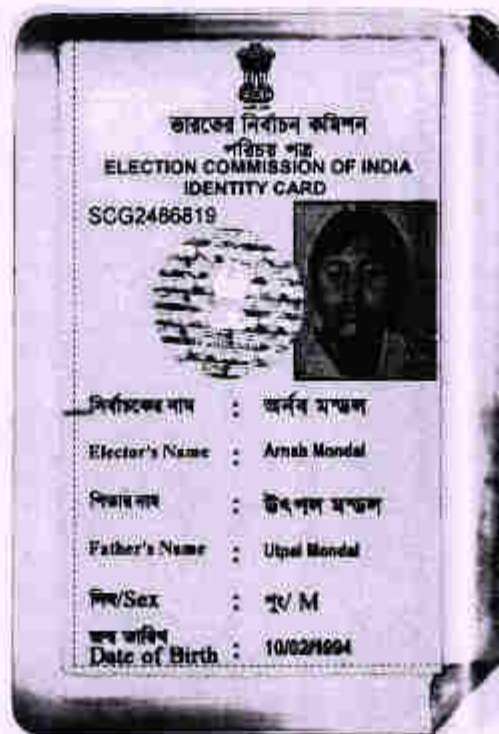 ভারতের নির্বাচন কমিশন
পরিচয় পত্র
ELECTION COMMISSION OF INDIA
IDENTITY CARD
SCG2486819
নির্বাচকের নাম : অর্নব মন্ডল
Elector's Name : Arnab Mondal
পিতার নাম : উৎপল মন্ডল
Father's Name : Utpal Mondal
লিঙ্গ/Sex : পুং/ M
জন্ম তারিখ
Date of Birth : 10/02/1994